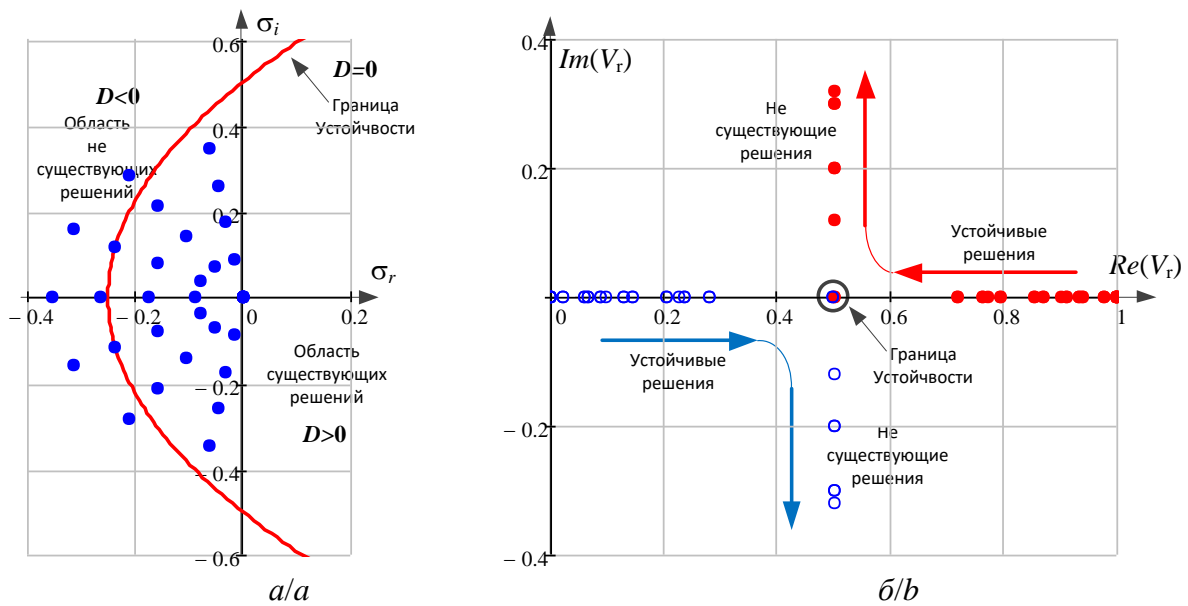 σi
0.6
D=0
D<0
Область
не
существующих
решений
Граница
Устойчвости
0.4
0.2
σr
– 0.4
– 0.2
0
0.2
– 0.2
Область
существующих
решений
D>0
– 0.4
– 0.6
а/a
0.4
Im(Vr)
Не
существующие
решения
0.2
Устойчивые
решения
Re(Vr)
0.0
0.2
0.4
0.6
0.8
1
Устойчивые
решения
Граница
Устойчвости
– 0.2
Не
существующие
решения
– 0.4
б/b